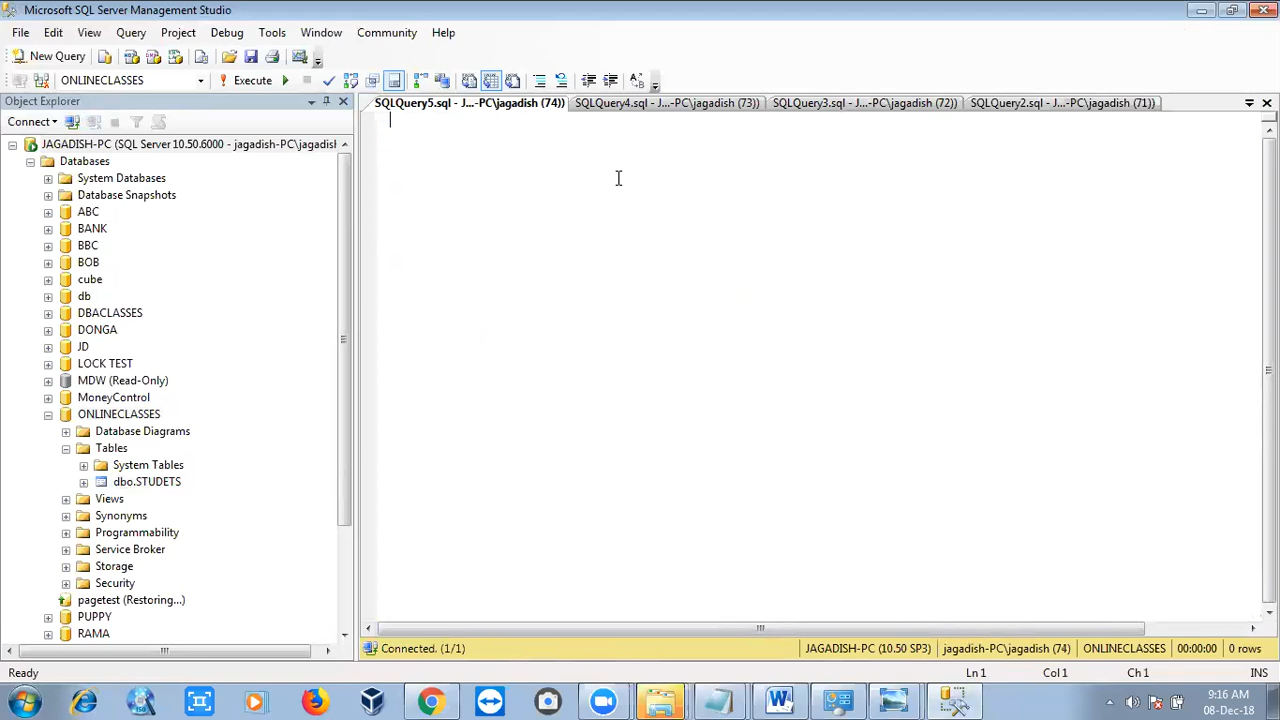 Microsoft SQL Server Management Studio
File Edit View Query Project Debug Tools Window Community Help
New Query
ONLINECLASSES Execute
Object Explorer
SQLQuery5.sql - J...-PC\jagadish (74)) SQLQuery4.sql - J...-PC\jagadish (73)) SQLQuery3.sql - J...-PC\jagadish (72)) SQLQuery2.sql - J...-PC\jagadish (71))
Connect
JAGADISH-PC (SQL Server 10.50.6000 - jagadish-PC\jagadish
Databases
System Databases
Database Snapshots
ABC
BANK
BBC
BOB
cube
db
DBACLASSES
DONGA
JD
LOCK TEST
MDW (Read-Only)
MoneyControl
ONLINECLASSES
Database Diagrams
Tables
System Tables
dbo.STUDETS
Views
Synonyms
Programmability
Service Broker
Storage
Security
pagetest (Restoring...)
PUPPY
RAMA
Connected. (1/1) JAGADISH-PC (10.50 SP3) jagadish-PC\jagadish (74) ONLINECLASSES 00:00:00 0 rows
Ready Ln 1 Col 1 Ch 1 INS
9:16 AM
08-Dec-18